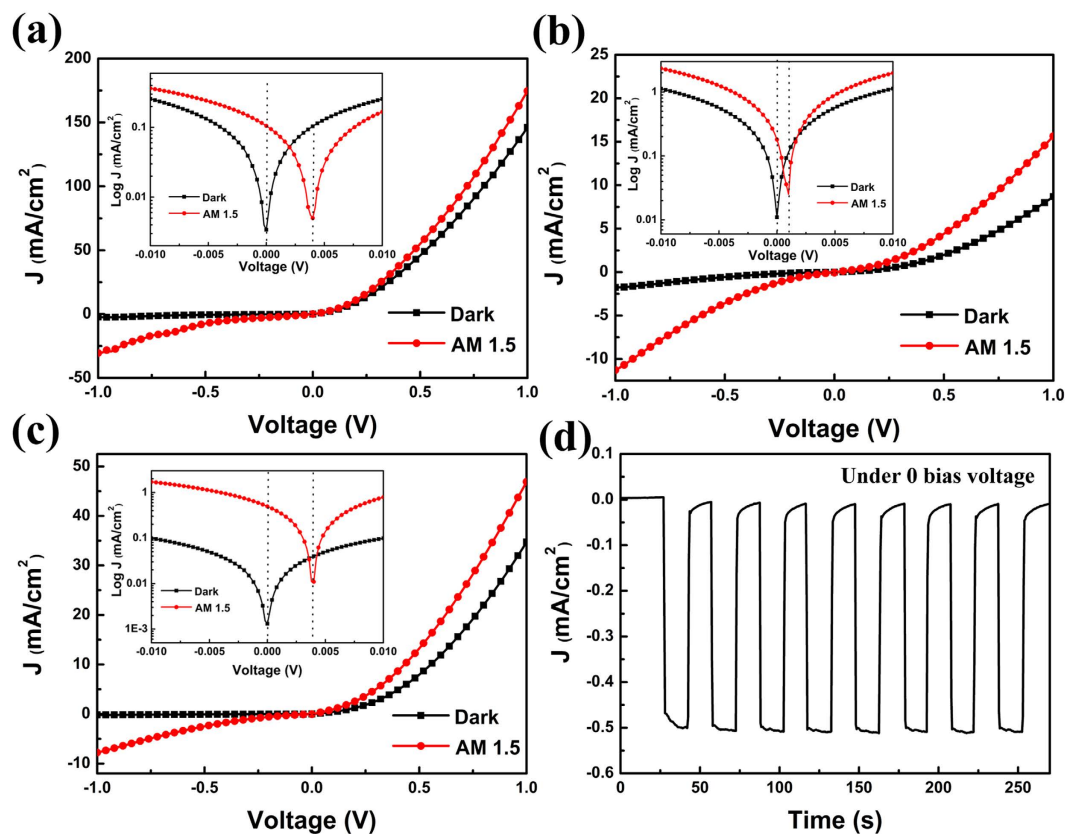 (a)
J (mA/cm²)
200
150
100
50
0
-50
-1.0 -0.5 0.0 0.5 1.0
Voltage (V)
Dark
AM 1.5
Log J (mA/cm²)
0.1
0.01
-0.010 -0.005 0.000 0.005 0.010
Voltage (V)
Dark
AM 1.5
(b)
J (mA/cm²)
25
20
15
10
5
0
-5
-10
-1.0 -0.5 0.0 0.5 1.0
Voltage (V)
Dark
AM 1.5
Log J (mA/cm²)
1
0.1
0.01
-0.010 -0.005 0.000 0.005 0.010
Voltage (V)
Dark
AM 1.5
(c)
J (mA/cm²)
50
40
30
20
10
0
-10
-1.0 -0.5 0.0 0.5 1.0
Voltage (V)
Dark
AM 1.5
Log J (mA/cm²)
1
0.1
0.01
1E-3
-0.010 -0.005 0.000 0.005 0.010
Voltage (V)
Dark
AM 1.5
(d)
Under 0 bias voltage
J (mA/cm²)
0.1
0.0
-0.1
-0.2
-0.3
-0.4
-0.5
-0.6
0 50 100 150 200 250
Time (s)